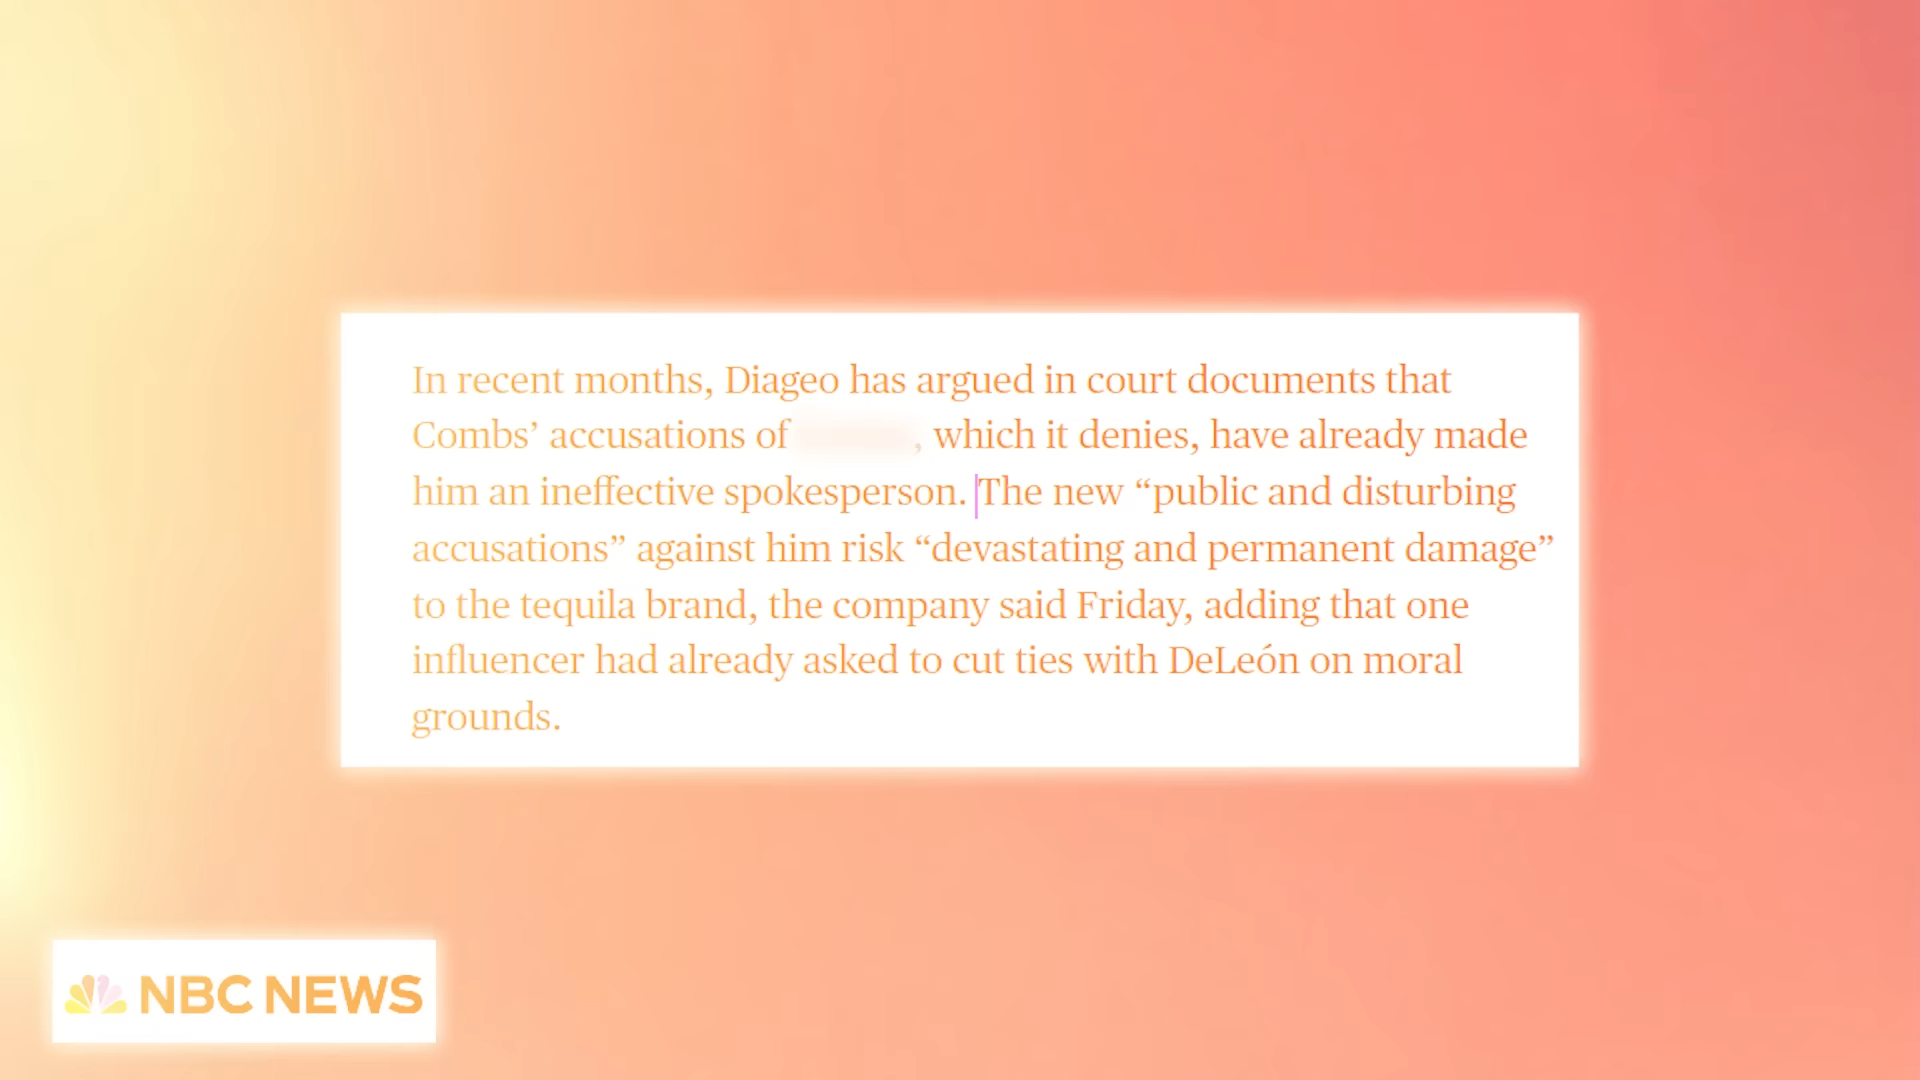 In recent months, Diageo has argued in court documents that
Combs’ accusations of , which it denies, have already made
him an ineffective spokesperson. The new “public and disturbing
accusations” against him risk “devastating and permanent damage”
to the tequila brand, the company said Friday, adding that one
influencer had already asked to cut ties with DeLeón on moral
grounds.
NBC NEWS